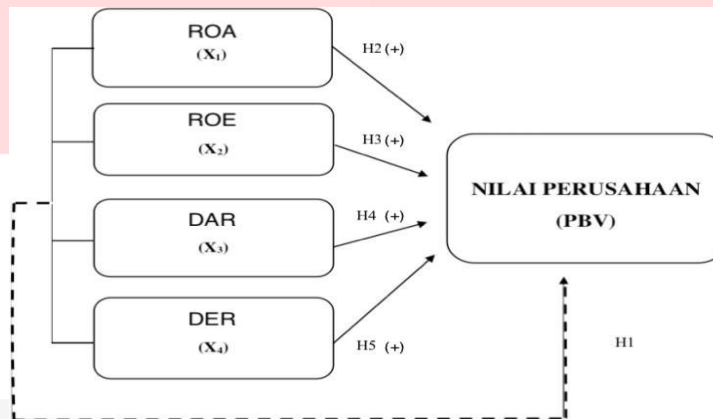 ROA
(X₁)
H2 (+)
ROE
(X₂)
H3 (+)
DAR
(X₃)
H4 (+)
DER
(X₄)
H5 (+)
NILAI PERUSAHAAN
(PBV)
H1